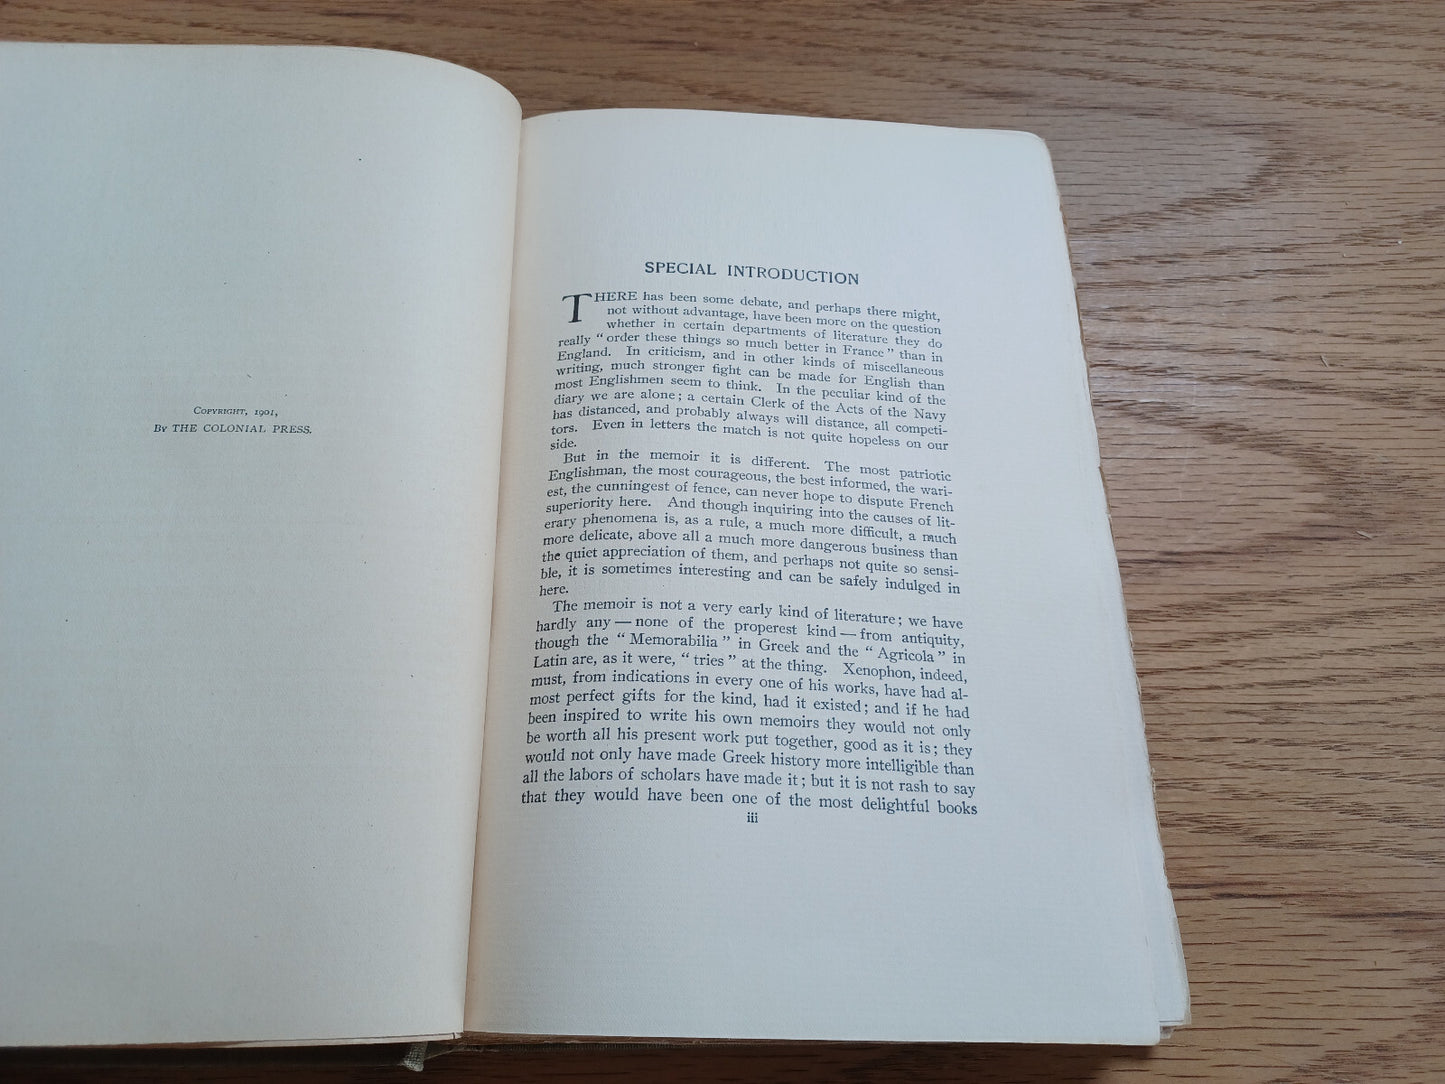 COPYRIGHT, 1901,
BY THE COLONIAL PRESS.
SPECIAL INTRODUCTION
THERE has been some debate, and perhaps there might,
not without advantage, have been more on the question
whether in certain departments of literature they do
really “ order these things so much better in France ” than in
England. In criticism, and in other kinds of miscellaneous
writing, much stronger fight can be made for English than
most Englishmen seem to think. In the peculiar kind of the
diary we are alone; a certain Clerk of the Acts of the Navy
has distanced, and probably always will distance, all competi-
tors. Even in letters the match is not quite hopeless on our
side.
But in the memoir it is different. The most patriotic
Englishman, the most courageous, the best informed, the wari-
est, the cunningest of fence, can never hope to dispute French
superiority here. And though inquiring into the causes of lit-
erary phenomena is, as a rule, a much more difficult, a much
more delicate, above all a much more dangerous business than
the quiet appreciation of them, and perhaps not quite so sensi-
ble, it is sometimes interesting and can be safely indulged in
here.
The memoir is not a very early kind of literature; we have
hardly any — none of the properest kind — from antiquity,
though the “ Memorabilia ” in Greek and the “ Agricola ” in
Latin are, as it were, “ tries ” at the thing. Xenophon, indeed,
must, from indications in every one of his works, have had al-
most perfect gifts for the kind, had it existed; and if he had
been inspired to write his own memoirs they would not only
be worth all his present work put together, good as it is; they
would not only have made Greek history more intelligible than
all the labors of scholars have made it; but it is not rash to say
that they would have been one of the most delightful books
iii